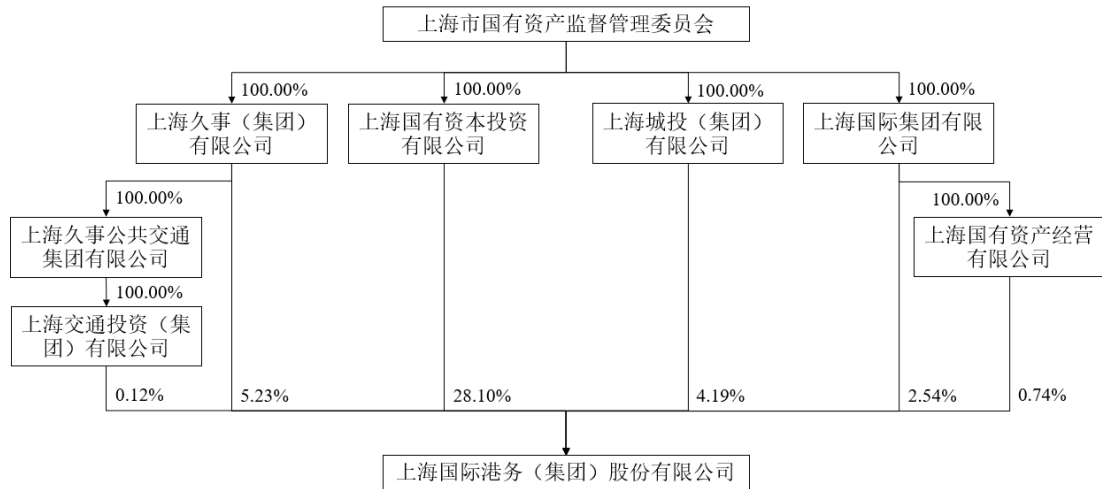 上海市国有资产监督管理委员会
100.00%
100.00%
100.00%
100.00%
上海久事（集团）
有限公司
上海国有资本投资
有限公司
上海城投（集团）
有限公司
上海国际集团有限
公司
100.00%
100.00%
上海久事公共交通
集团有限公司
上海国有资产经营
有限公司
100.00%
上海交通投资（集
团）有限公司
0.12%
5.23%
28.10%
4.19%
2.54%
0.74%
上海国际港务（集团）股份有限公司